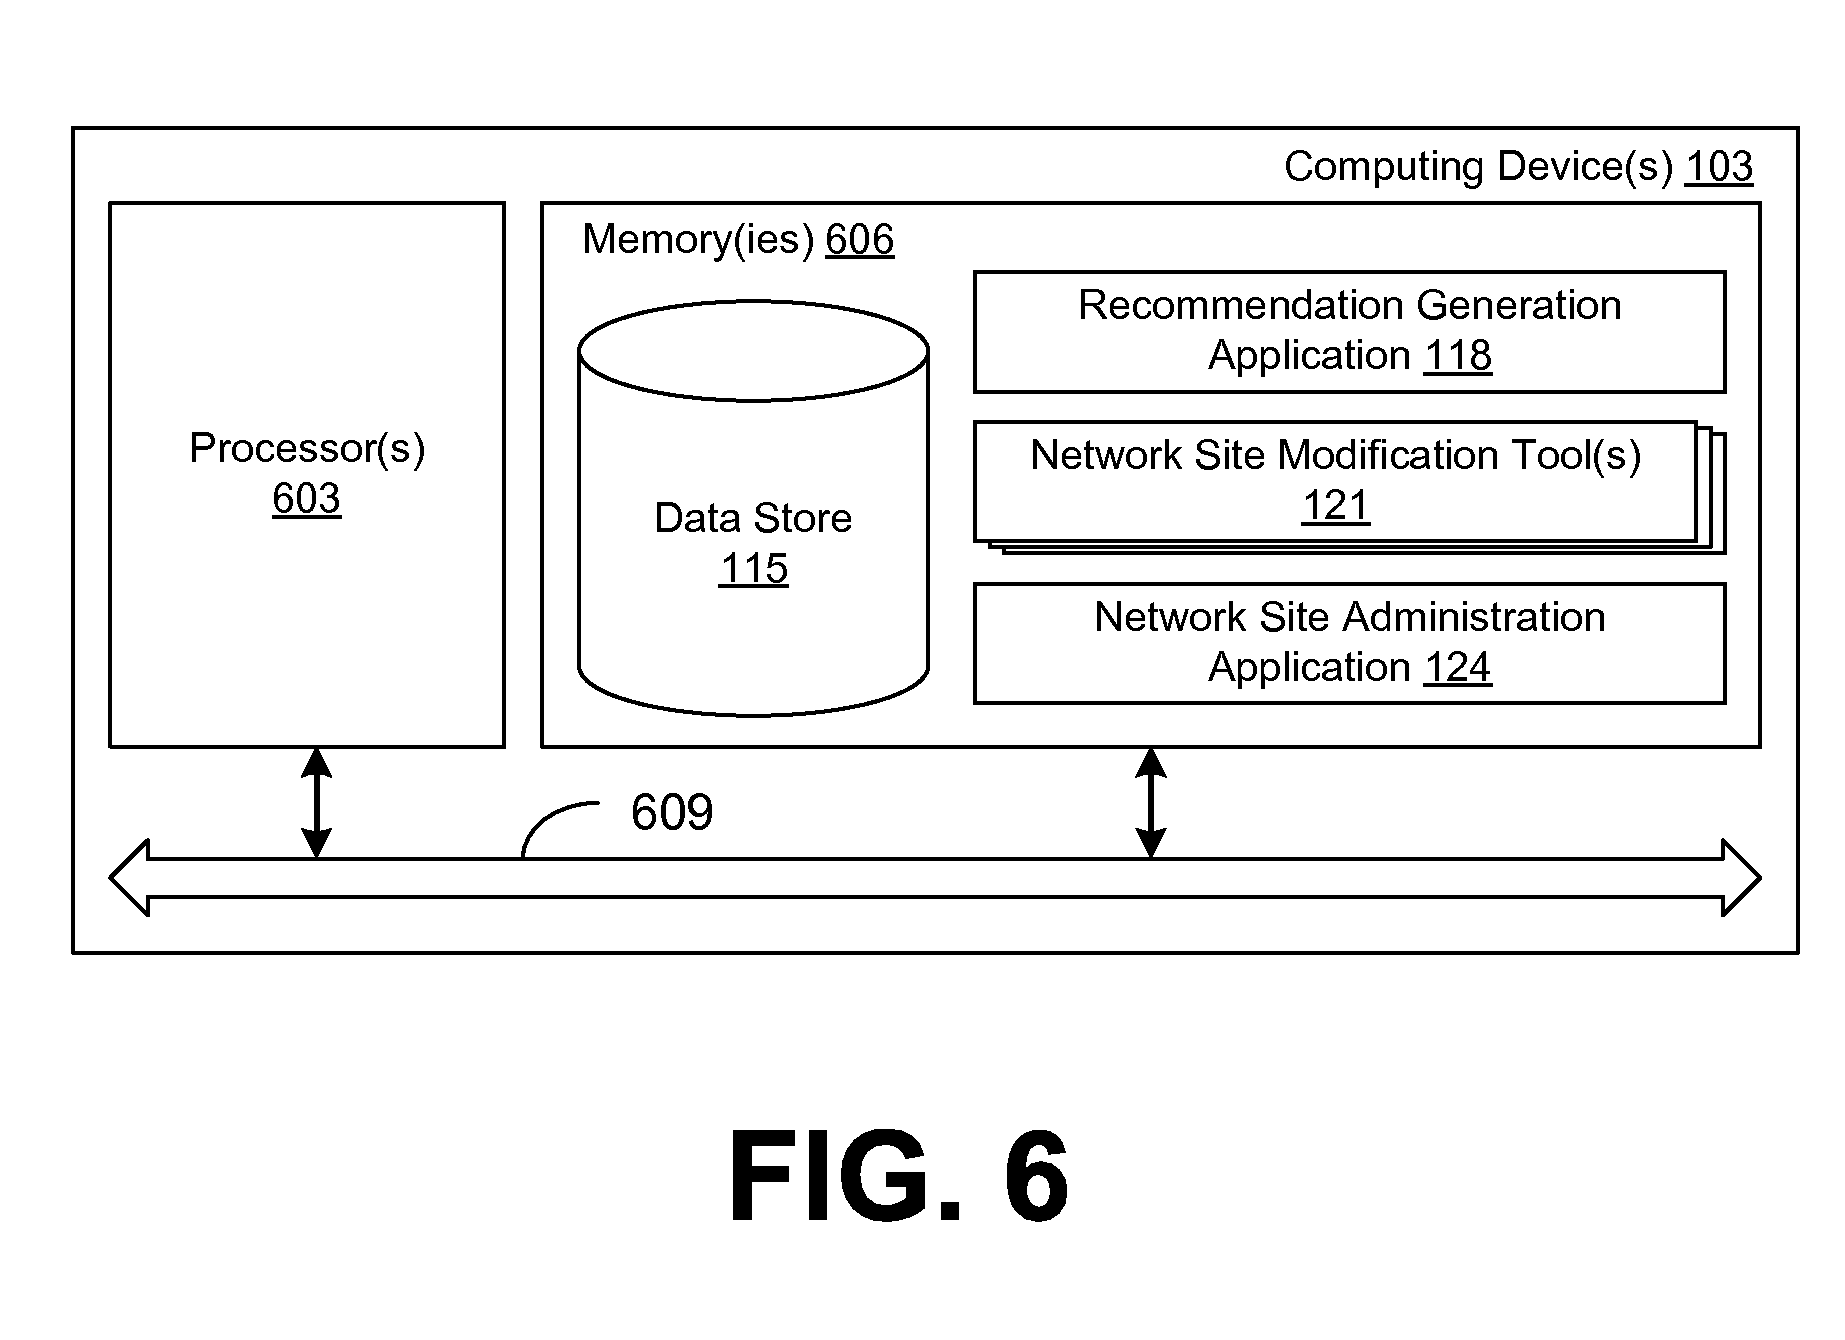 Computing Device(s) 103
Processor(s)
603
Memory(ies) 606
Data Store
115
Recommendation Generation
Application 118
Network Site Modification Tool(s)
121
Network Site Administration
Application 124
609
FIG. 6